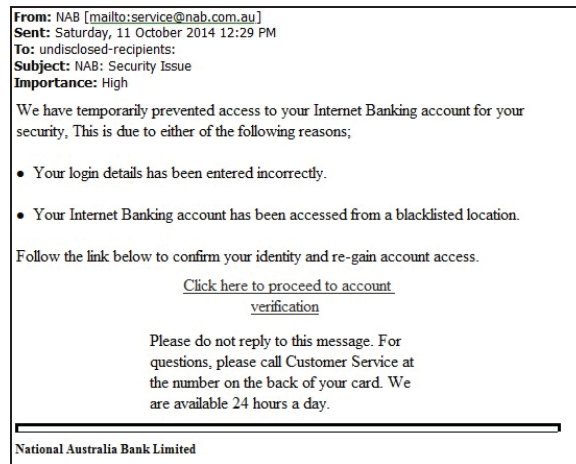 From: NAB [mailto:service@nab.com.au]
Sent: Saturday, 11 October 2014 12:29 PM
To: undisclosed-recipients:
Subject: NAB: Security Issue
Importance: High
We have temporarily prevented access to your Internet Banking account for your
security, This is due to either of the following reasons;
● Your login details has been entered incorrectly.
● Your Internet Banking account has been accessed from a blacklisted location.
Follow the link below to confirm your identity and re-gain account access.
Click here to proceed to account
verification
Please do not reply to this message. For
questions, please call Customer Service at
the number on the back of your card. We
are available 24 hours a day.
National Australia Bank Limited